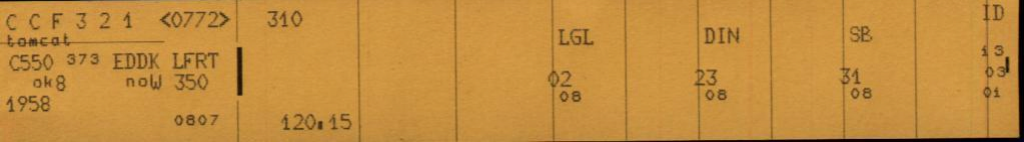 CCF321 <0772> 310
tomcat
C550 373 EDDK LFRT
ok8 noW 350
1958
0807 120.15
LGL DIN SB ID
02 23 31
08 08 08
13
03
01